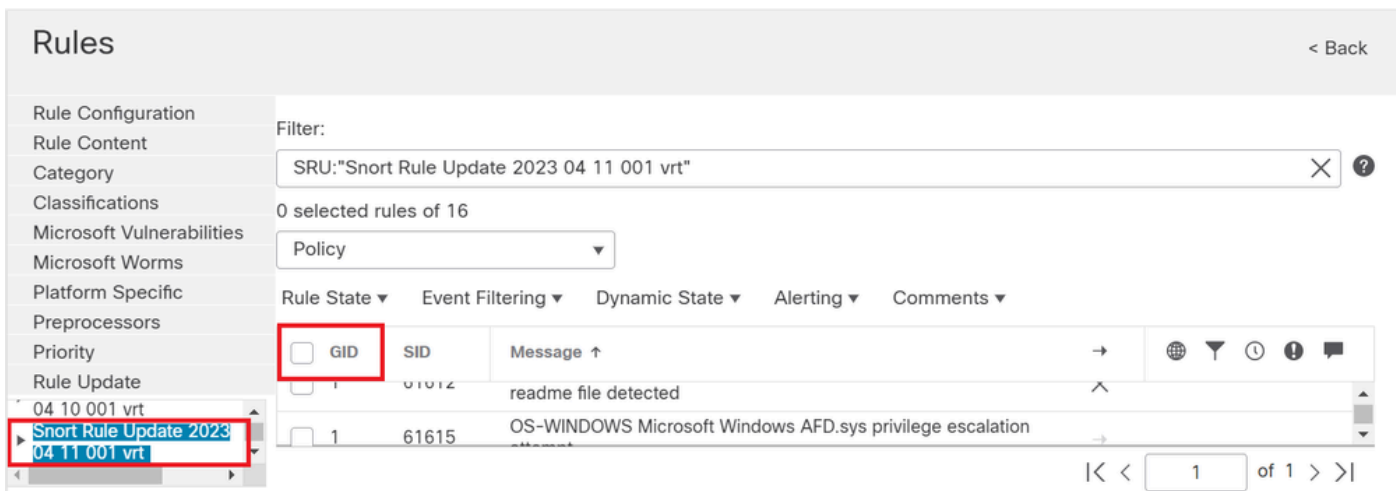 Rules
< Back
Rule Configuration
Rule Content
Category
Classifications
Microsoft Vulnerabilities
Microsoft Worms
Platform Specific
Preprocessors
Priority
Rule Update
04 10 001 vrt
Snort Rule Update 2023
04 11 001 vrt
Filter:
SRU:"Snort Rule Update 2023 04 11 001 vrt"
0 selected rules of 16
Policy
Rule State Event Filtering Dynamic State Alerting Comments
GID SID Message ↑ →
1 61612 readme file detected
1 61615 OS-WINDOWS Microsoft Windows AFD.sys privilege escalation
attempt
|< < 1 of 1 > >|